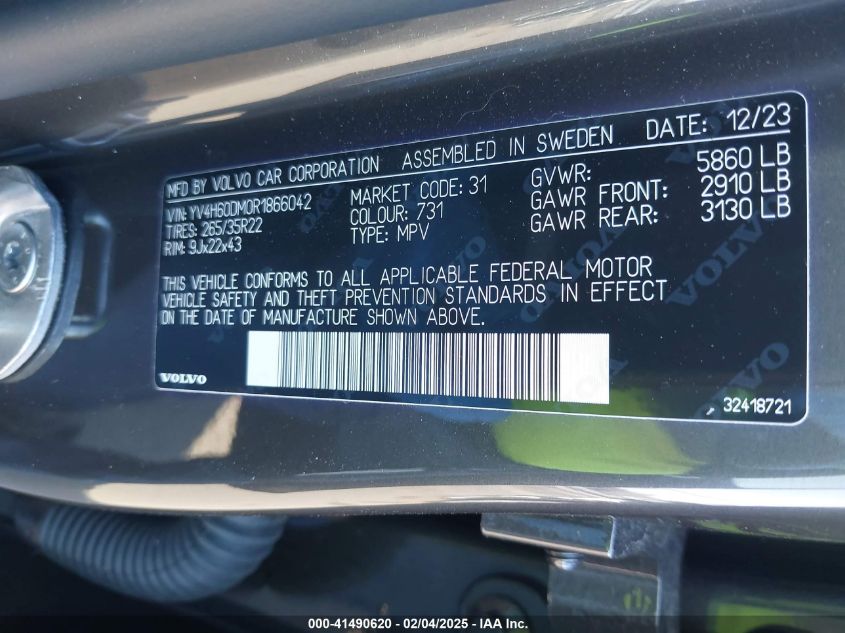 MFD BY VOLVO CAR CORPORATION ASSEMBLED IN SWEDEN DATE: 12/23
VIN: YV4H60DM0R1866042 MARKET CODE: 31 GVWR: 5860 LB
TIRES: 265/35R22 COLOUR: 731 GAWR FRONT: 2910 LB
RIM: 9Jx22x43 TYPE: MPV GAWR REAR: 3130 LB
THIS VEHICLE CONFORMS TO ALL APPLICABLE FEDERAL MOTOR
VEHICLE SAFETY AND THEFT PREVENTION STANDARDS IN EFFECT
ON THE DATE OF MANUFACTURE SHOWN ABOVE.
VOLVO
32418721
000-41490620 - 02/04/2025 - IAA Inc.